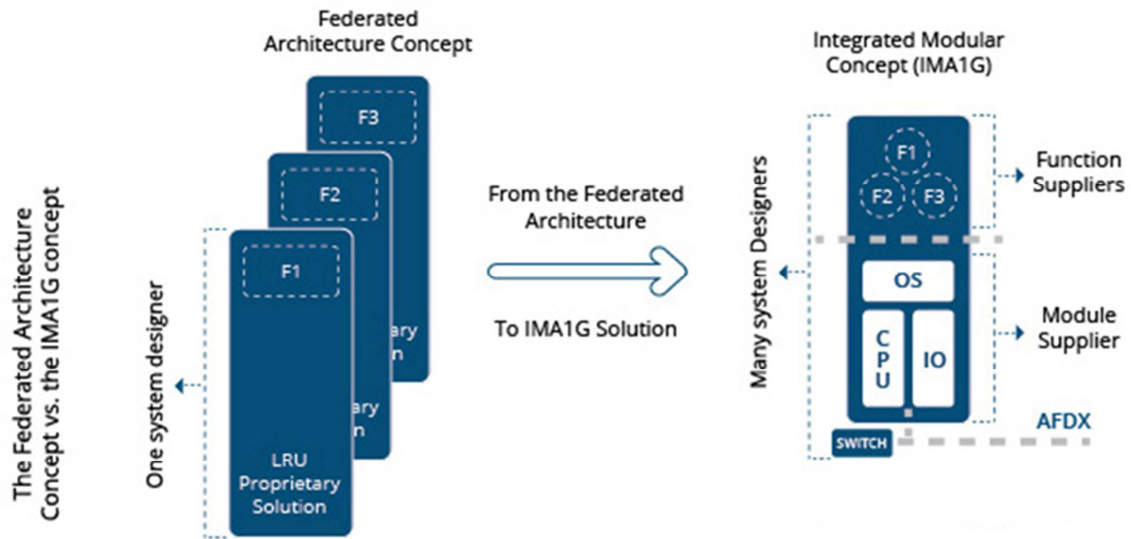 The Federated Architecture
Concept vs. the IMA1G concept
Federated
Architecture Concept
F3
F2
F1
ary
n
ary
n
LRU
Proprietary
Solution
One system designer
From the Federated
Architecture
To IMA1G Solution
Integrated Modular
Concept (IMA1G)
Many system Designers
F1
F2
F3
OS
CPU
IO
SWITCH
Function
Suppliers
Module
Supplier
AFDX